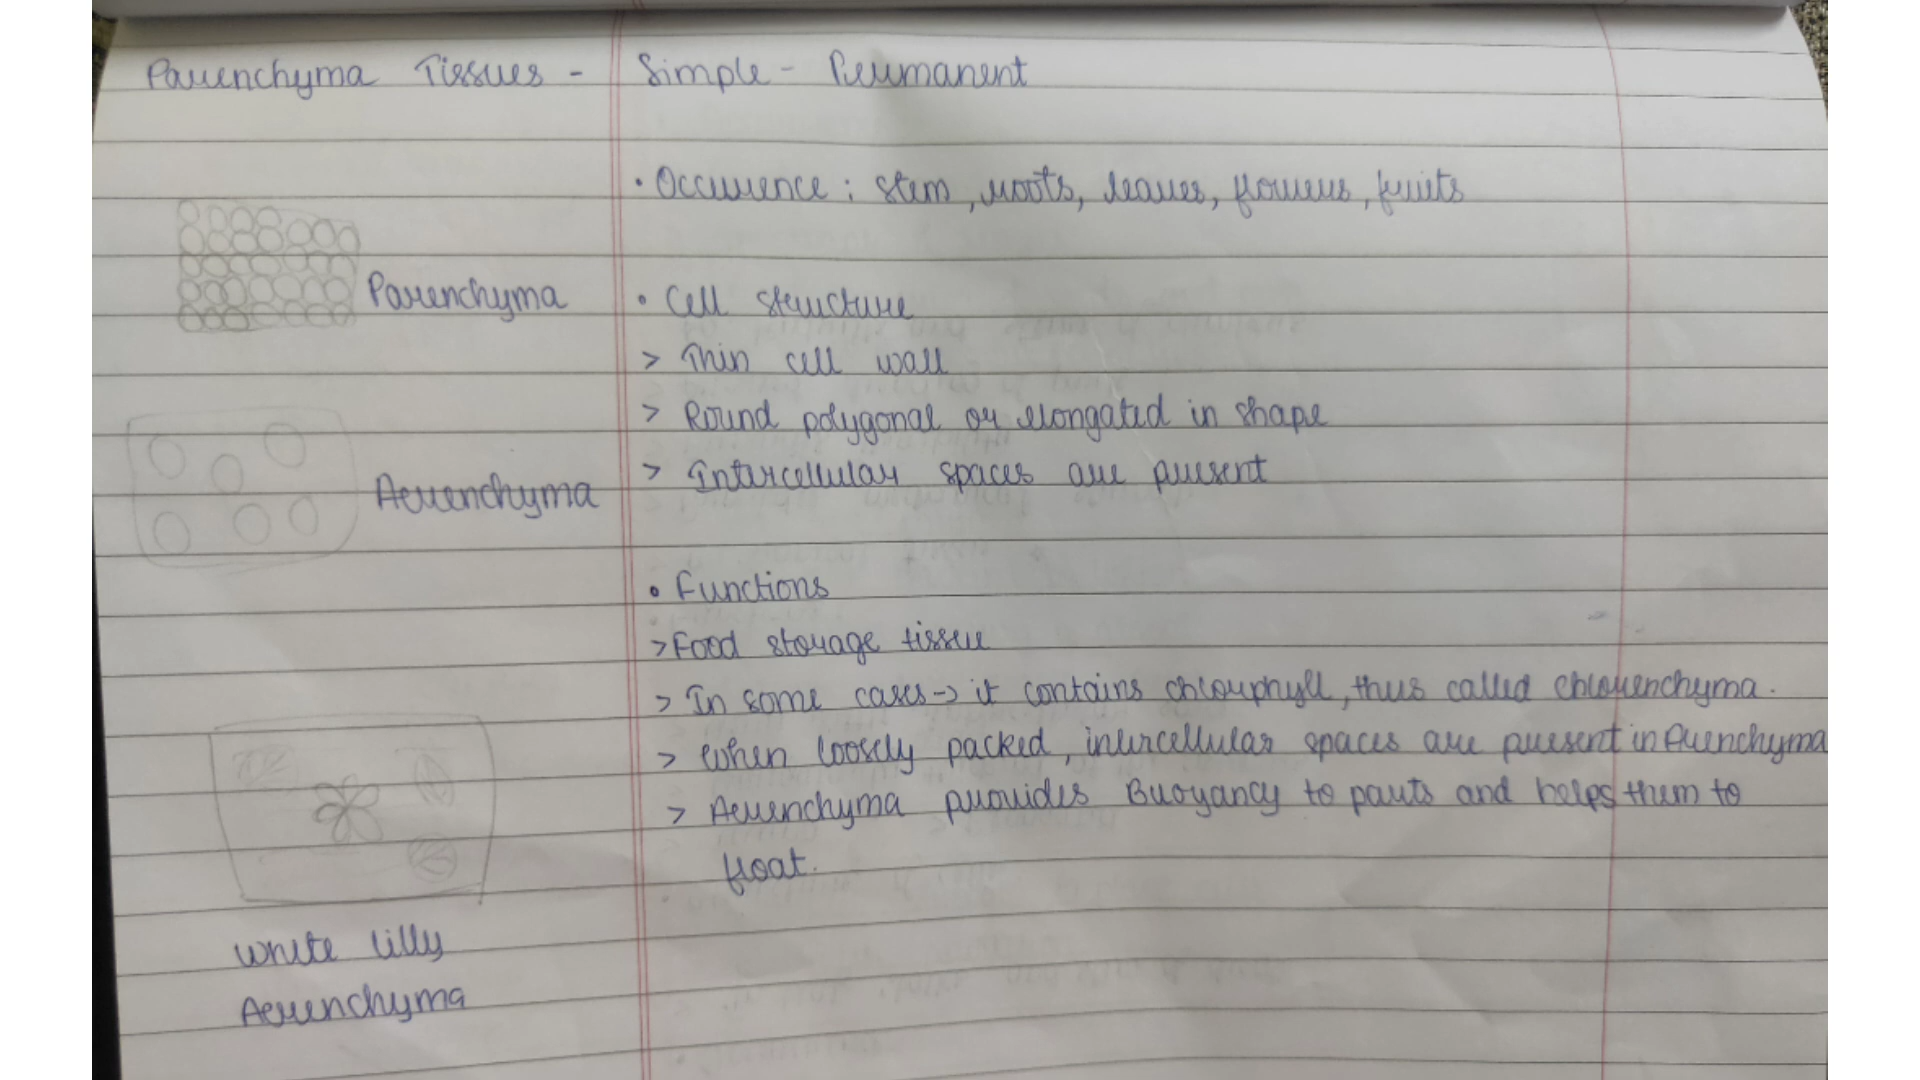 Parenchyma Tissues - Simple - Permanent
• Occurrence : stem, roots, leaves, flowers, fruits
Parenchyma
• Cell structure
> Thin cell wall
> Round polygonal or elongated in shape
Aerenchyma
> Intercellular spaces are present
• Functions
> Food storage tissue
> In some cases -> it contains chlorphyll, thus called chlorenchyma.
> When loosely packed, intercellular spaces are present in Arenchyma
> Aerenchyma provides Buoyancy to parts and helps them to
float.
White lilly
Aerenchyma